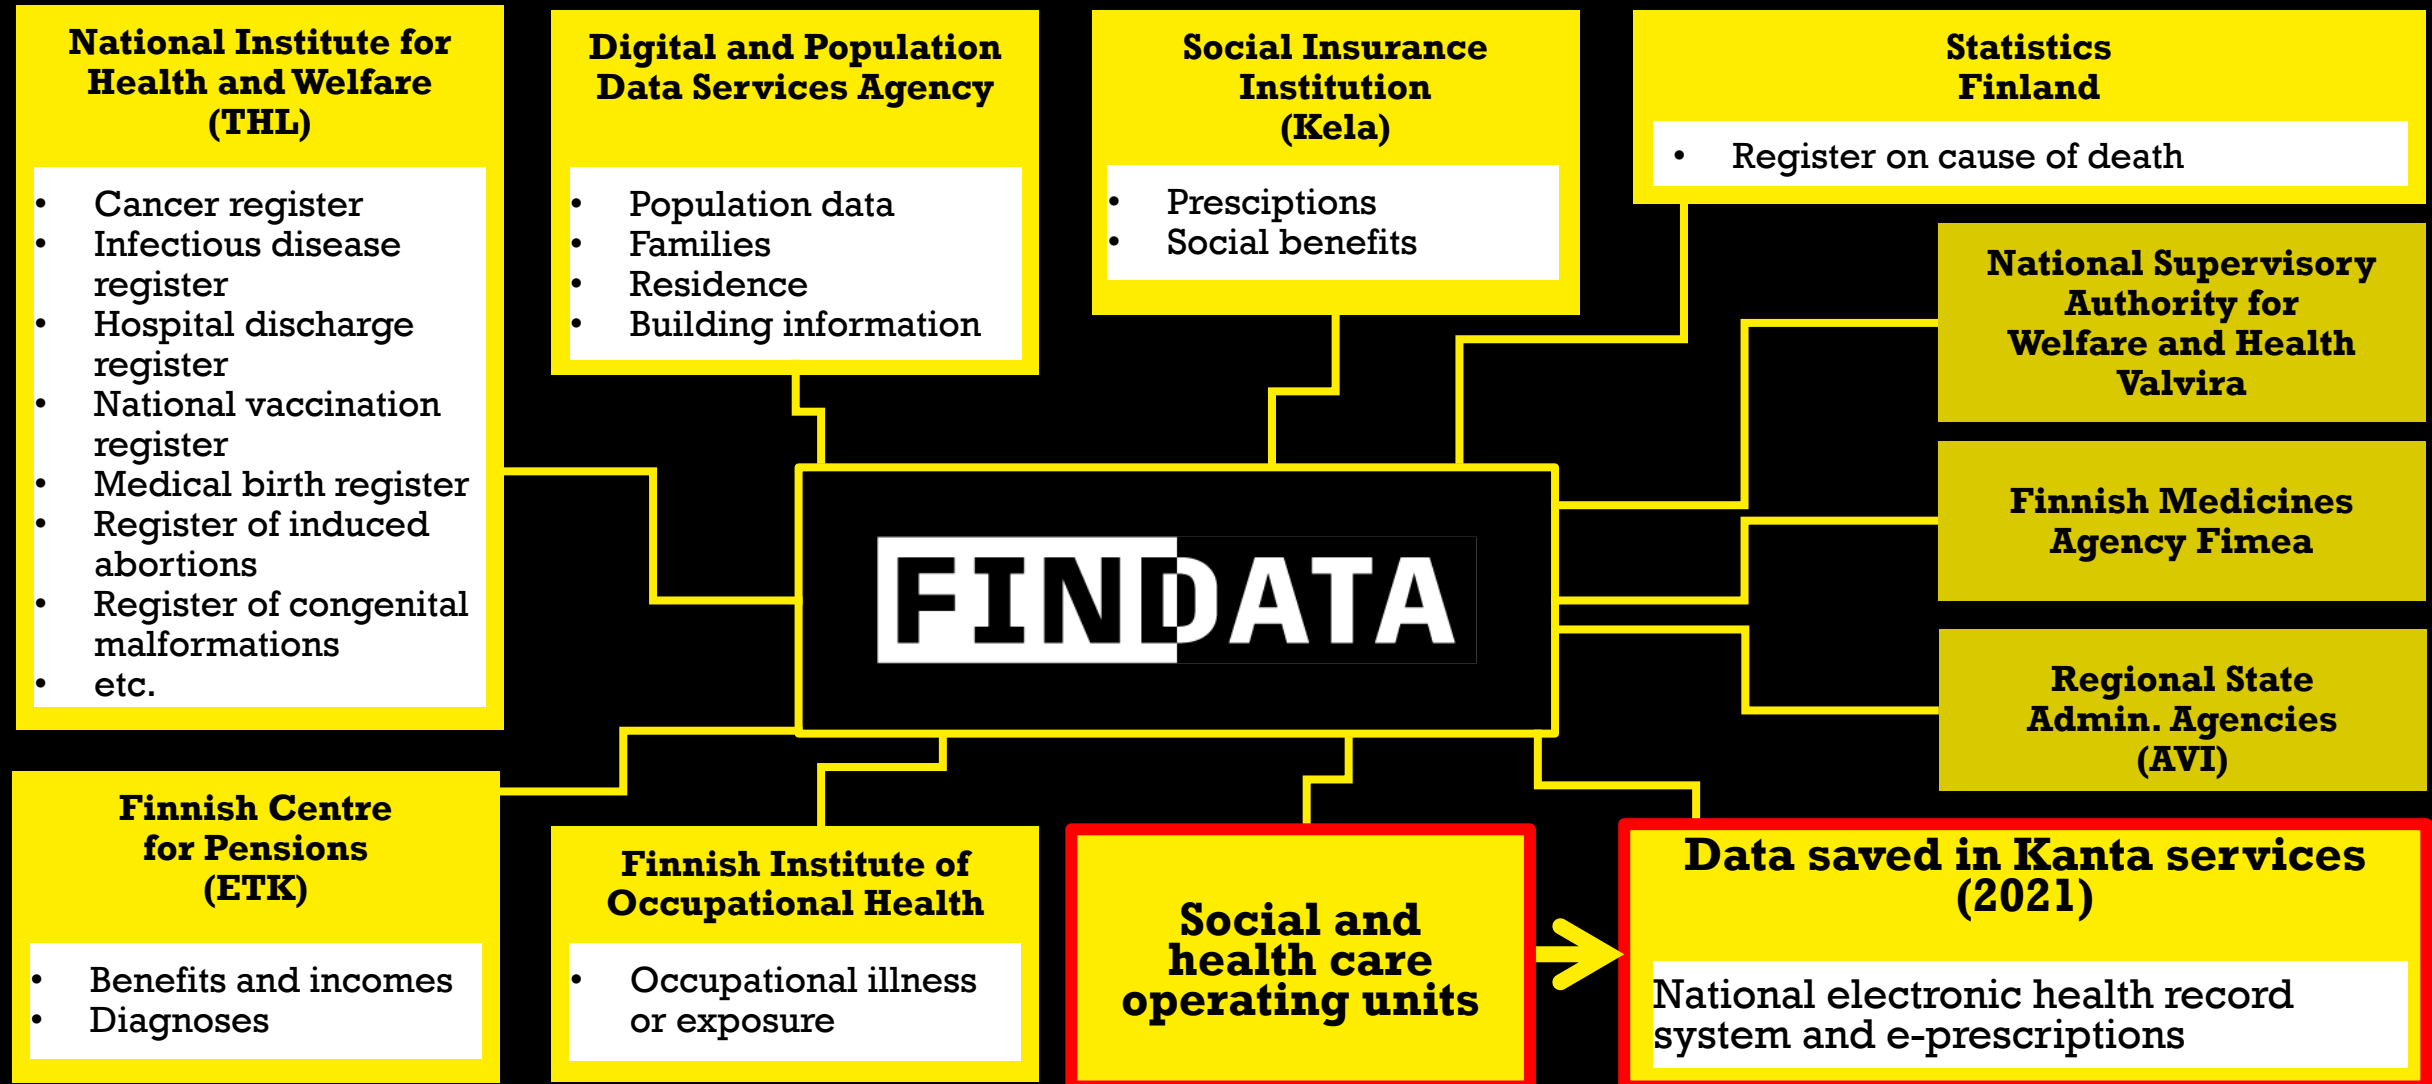 National Institute for
Health and Welfare
(THL)
• Cancer register
• Infectious disease
register
• Hospital discharge
register
• National vaccination
register
• Medical birth register
• Register of induced
abortions
• Register of congenital
malformations
• etc.
Digital and Population
Data Services Agency
• Population data
• Families
• Residence
• Building information
Social Insurance
Institution
(Kela)
• Presciptions
• Social benefits
Statistics
Finland
• Register on cause of death
National Supervisory
Authority for
Welfare and Health
Valvira
Finnish Medicines
Agency Fimea
Regional State
Admin. Agencies
(AVI)
FINDATA
Finnish Centre
for Pensions
(ETK)
• Benefits and incomes
• Diagnoses
Finnish Institute of
Occupational Health
• Occupational illness
or exposure
Social and
health care
operating units
Data saved in Kanta services
(2021)
National electronic health record
system and e-prescriptions